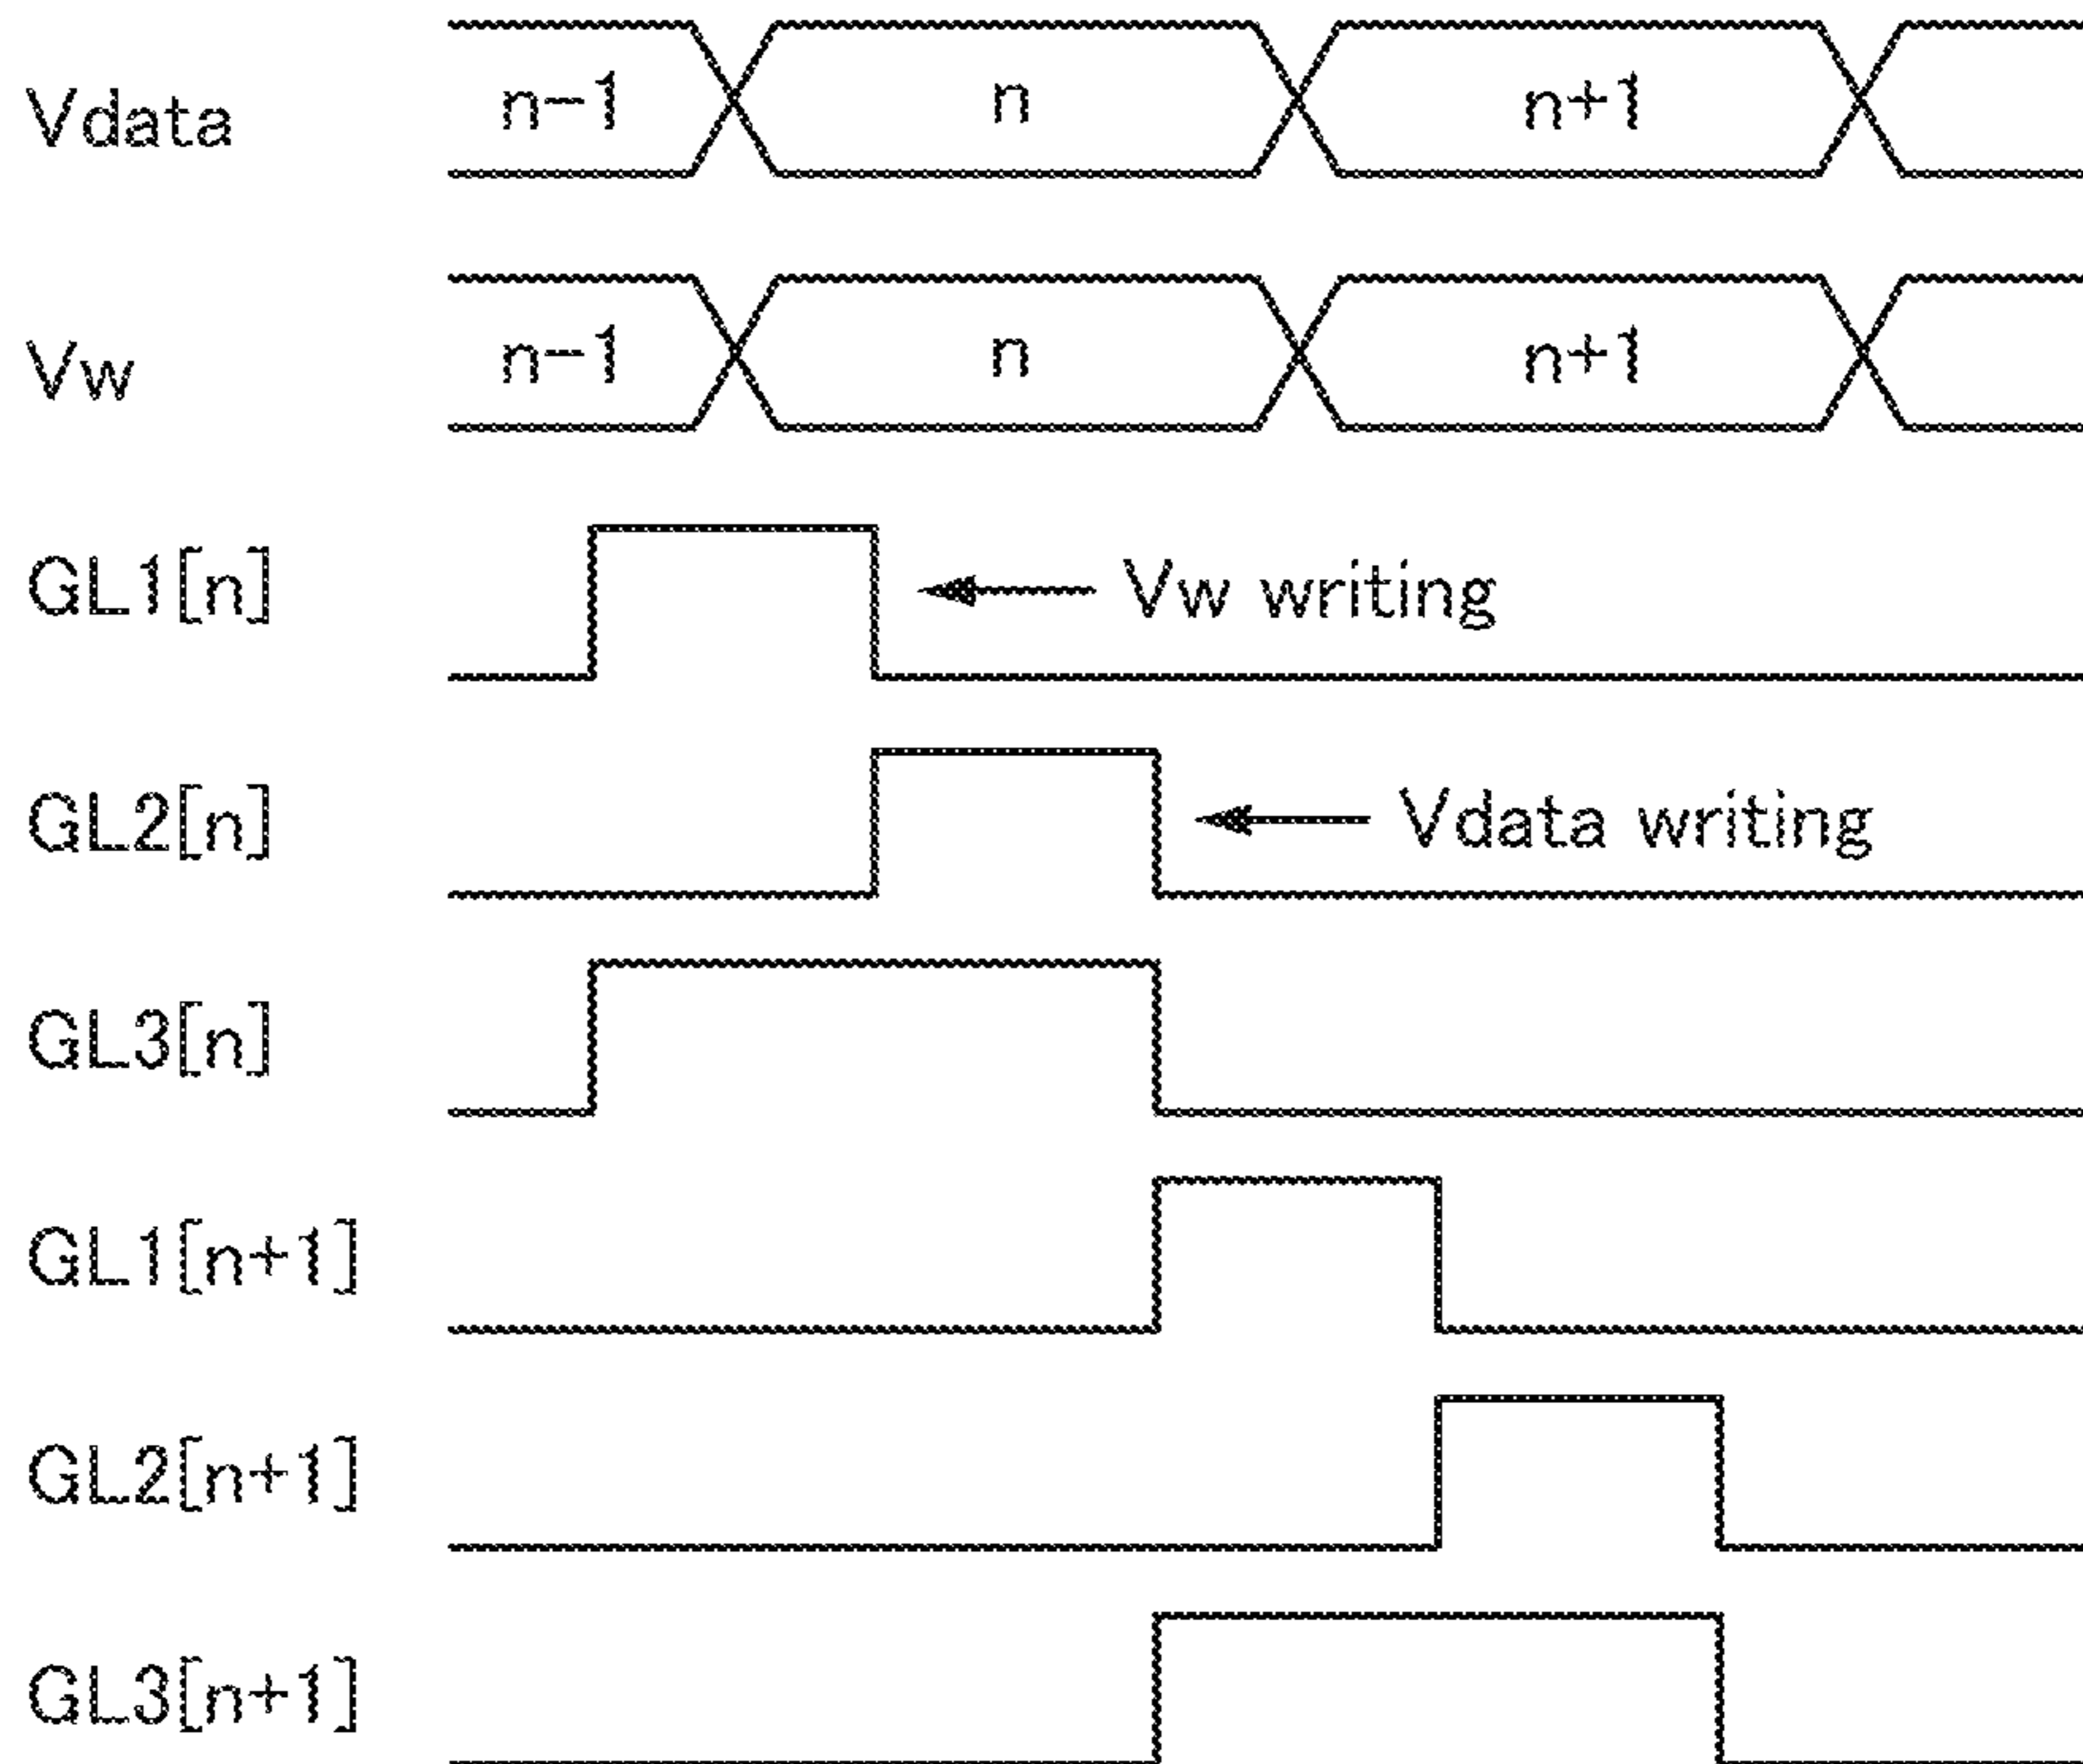 Vdata n-1 n n+1
Vw n-1 n n+1
GL1[n] Vw writing
GL2[n] Vdata writing
GL3[n]
GL1[n+1]
GL2[n+1]
GL3[n+1]